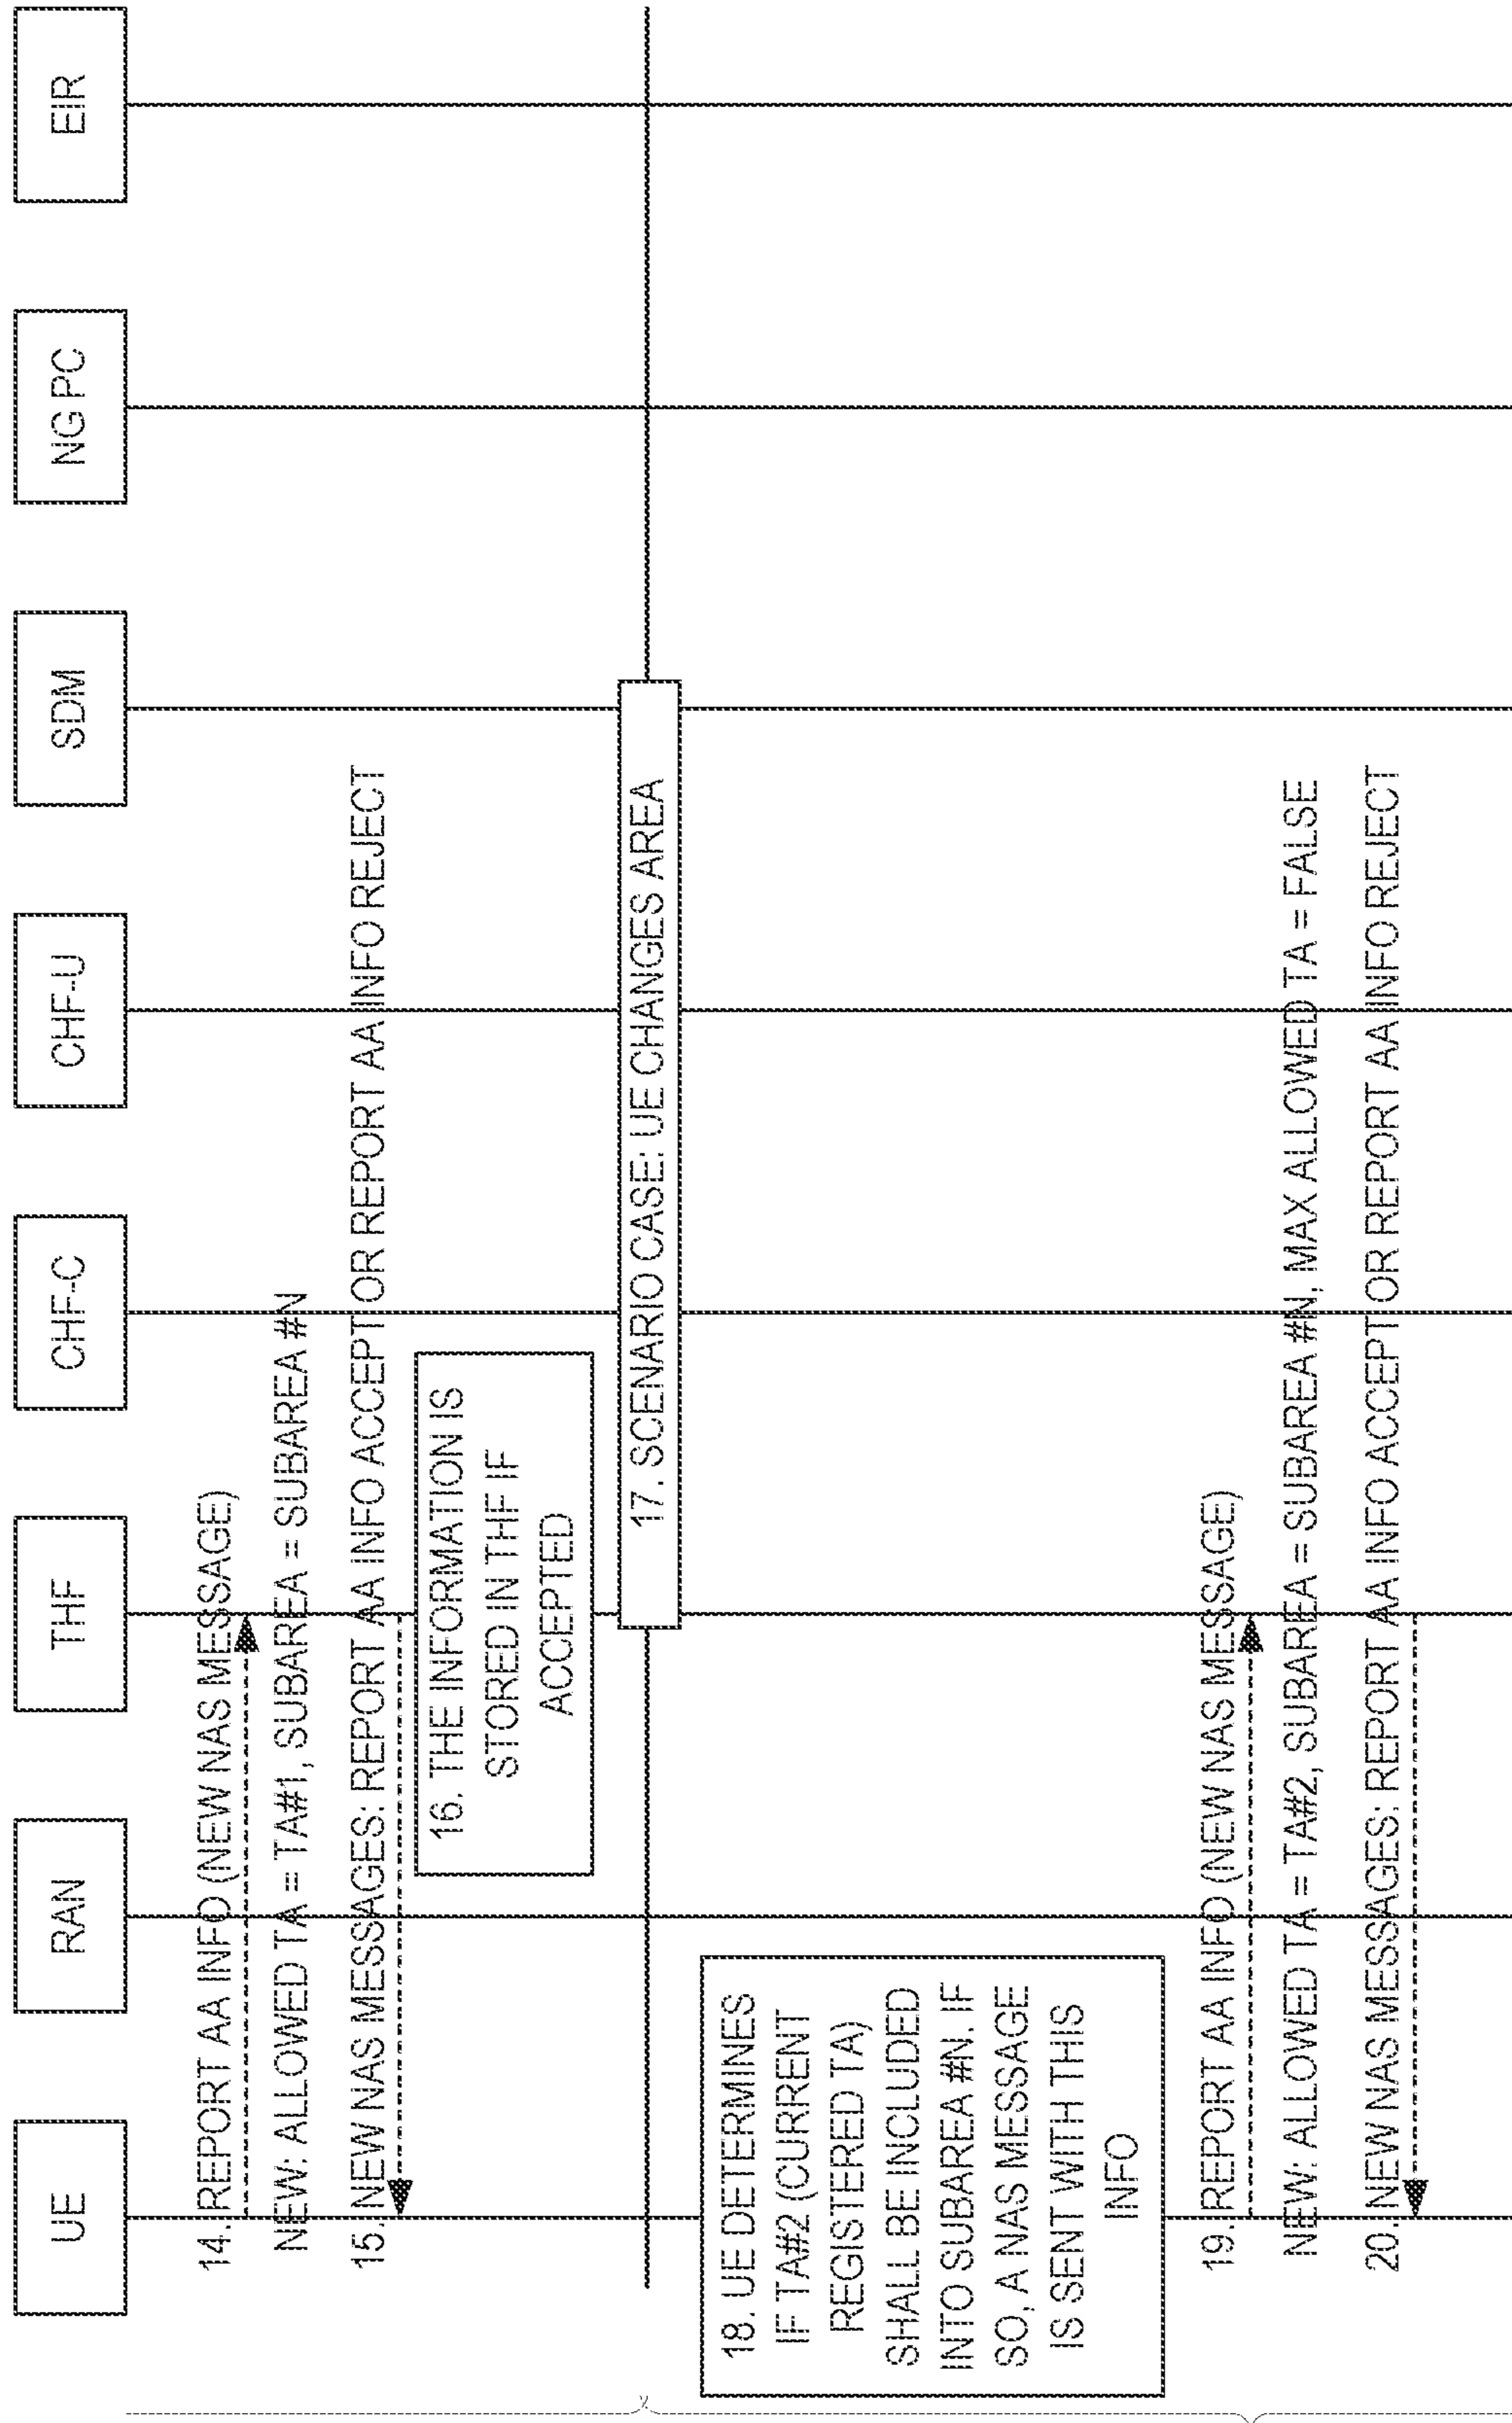 UE
RAN
THF
CHF-C
CHF-U
SDM
NG PC
EIR
14. REPORT AA INFO (NEW NAS MESSAGE)
NEW: ALLOWED TA = TA#1, SUBAREA = SUBAREA #N
15. NEW NAS MESSAGES: REPORT AA INFO ACCEPT OR REPORT AA INFO REJECT
16. THE INFORMATION IS
STORED IN THF IF
ACCEPTED
17. SCENARIO CASE: UE CHANGES AREA
18. UE DETERMINES
IF TA#2 (CURRENT
REGISTERED TA)
SHALL BE INCLUDED
INTO SUBAREA #N. IF
SO, A NAS MESSAGE
IS SENT WITH THIS
INFO
19. REPORT AA INFO (NEW NAS MESSAGE)
NEW: ALLOWED TA = TA#2, SUBAREA = SUBAREA #N, MAX ALLOWED TA = FALSE
20. NEW NAS MESSAGES: REPORT AA INFO ACCEPT OR REPORT AA INFO REJECT